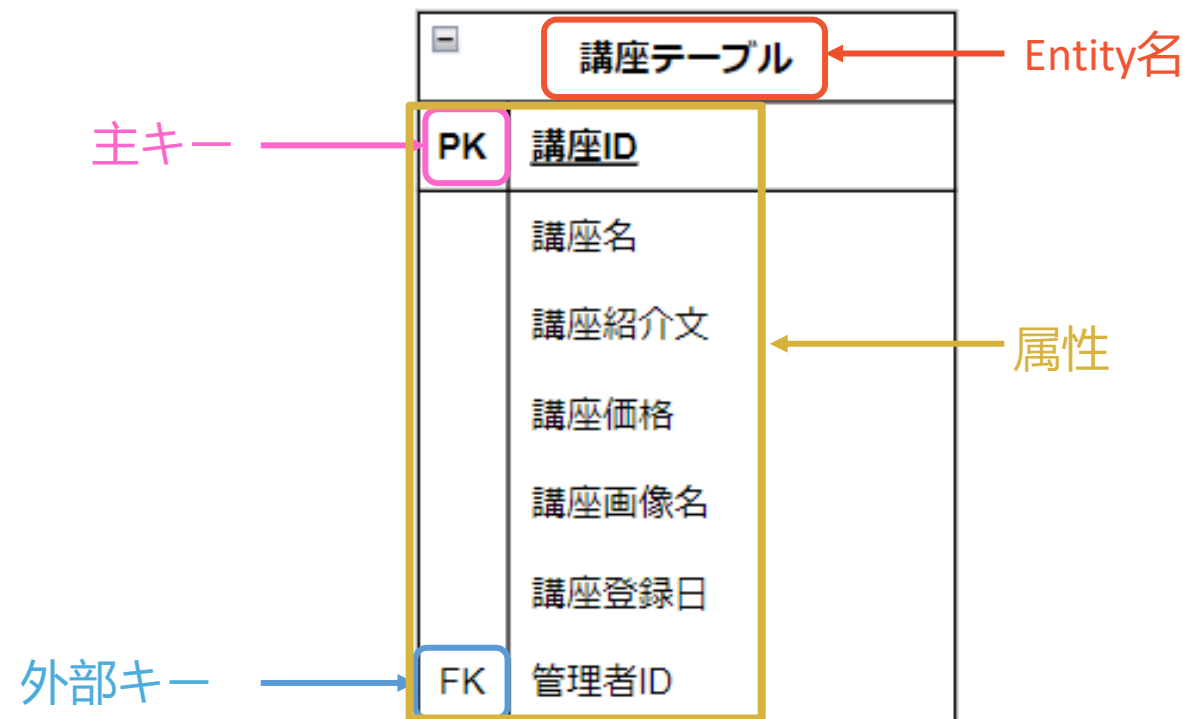 講座テーブル
Entity名
主キー
PK 講座ID
講座名
講座紹介文
属性
講座価格
講座画像名
講座登録日
外部キー
FK 管理者ID